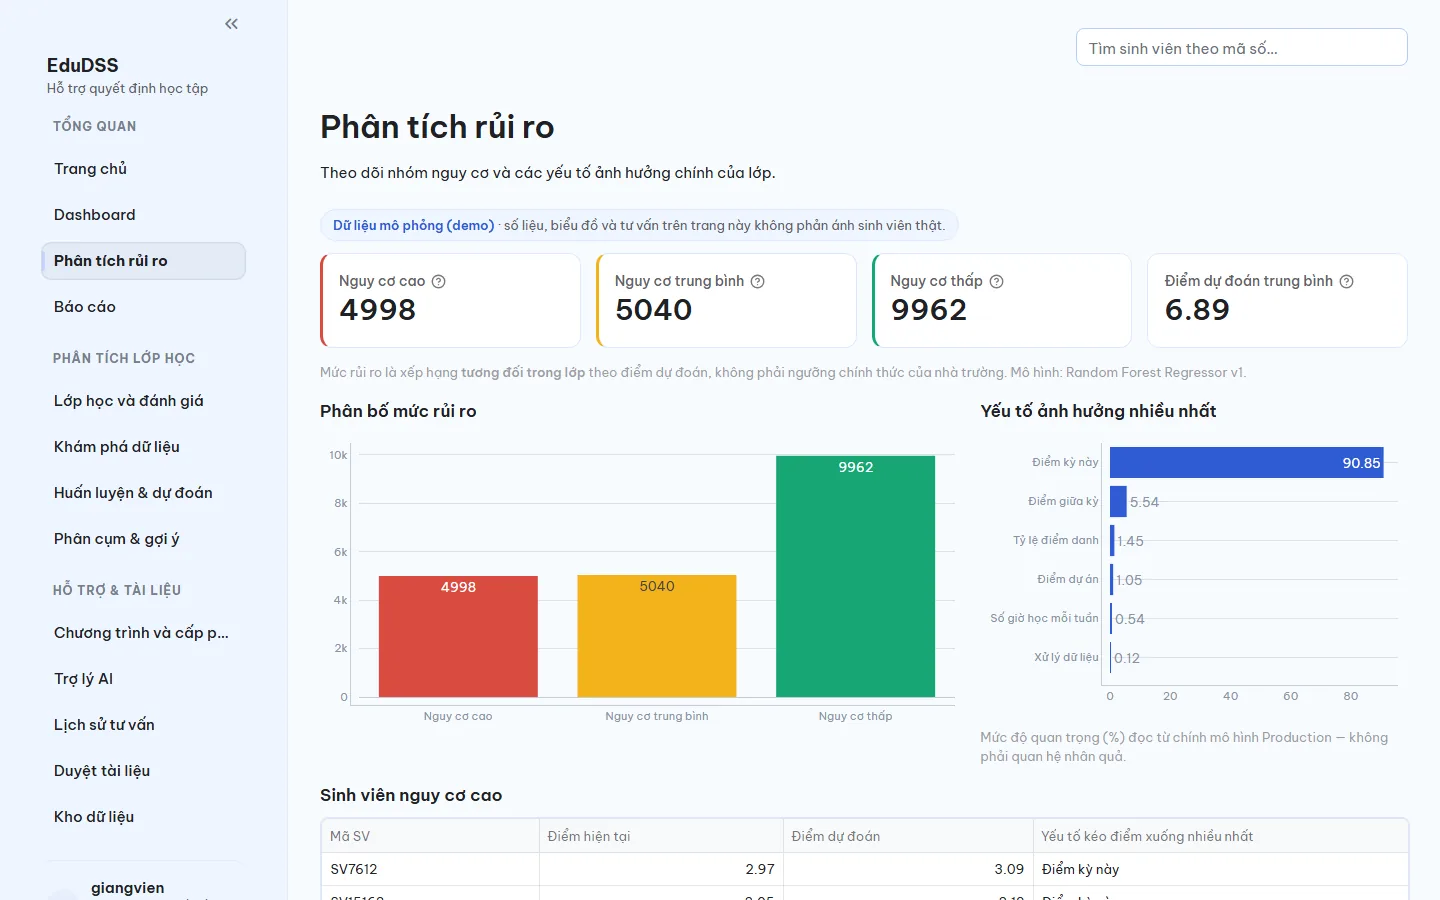 EduDSS
Hỗ trợ quyết định học tập
TỔNG QUAN
Trang chủ
Dashboard
Phân tích rủi ro
Báo cáo
PHÂN TÍCH LỚP HỌC
Lớp học và đánh giá
Khám phá dữ liệu
Huấn luyện & dự đoán
Phân cụm & gợi ý
HỖ TRỢ & TÀI LIỆU
Chương trình và cấp p...
Trợ lý AI
Lịch sử tư vấn
Duyệt tài liệu
Kho dữ liệu
giangvien
Tìm sinh viên theo mã số...
Phân tích rủi ro
Theo dõi nhóm nguy cơ và các yếu tố ảnh hưởng chính của lớp.
Dữ liệu mô phỏng (demo) · số liệu, biểu đồ và tư vấn trên trang này không phản ánh sinh viên thật.
Nguy cơ cao
4998
Nguy cơ trung bình
5040
Nguy cơ thấp
9962
Điểm dự đoán trung bình
6.89
Mức rủi ro là xếp hạng tương đối trong lớp theo điểm dự đoán, không phải ngưỡng chính thức của nhà trường. Mô hình: Random Forest Regressor v1.
Phân bố mức rủi ro
10k
8k
6k
4k
2k
0
4998
5040
9962
Nguy cơ cao
Nguy cơ trung bình
Nguy cơ thấp
Yếu tố ảnh hưởng nhiều nhất
Điểm kỳ này 90.85
Điểm giữa kỳ 5.54
Tỷ lệ điểm danh 1.45
Điểm dự án 1.05
Số giờ học mỗi tuần 0.54
Xử lý dữ liệu 0.12
0 20 40 60 80
Mức độ quan trọng (%) đọc từ chính mô hình Production — không
phải quan hệ nhân quả.
Sinh viên nguy cơ cao
Mã SV Điểm hiện tại Điểm dự đoán Yếu tố kéo điểm xuống nhiều nhất
SV7612 2.97 3.09 Điểm kỳ này